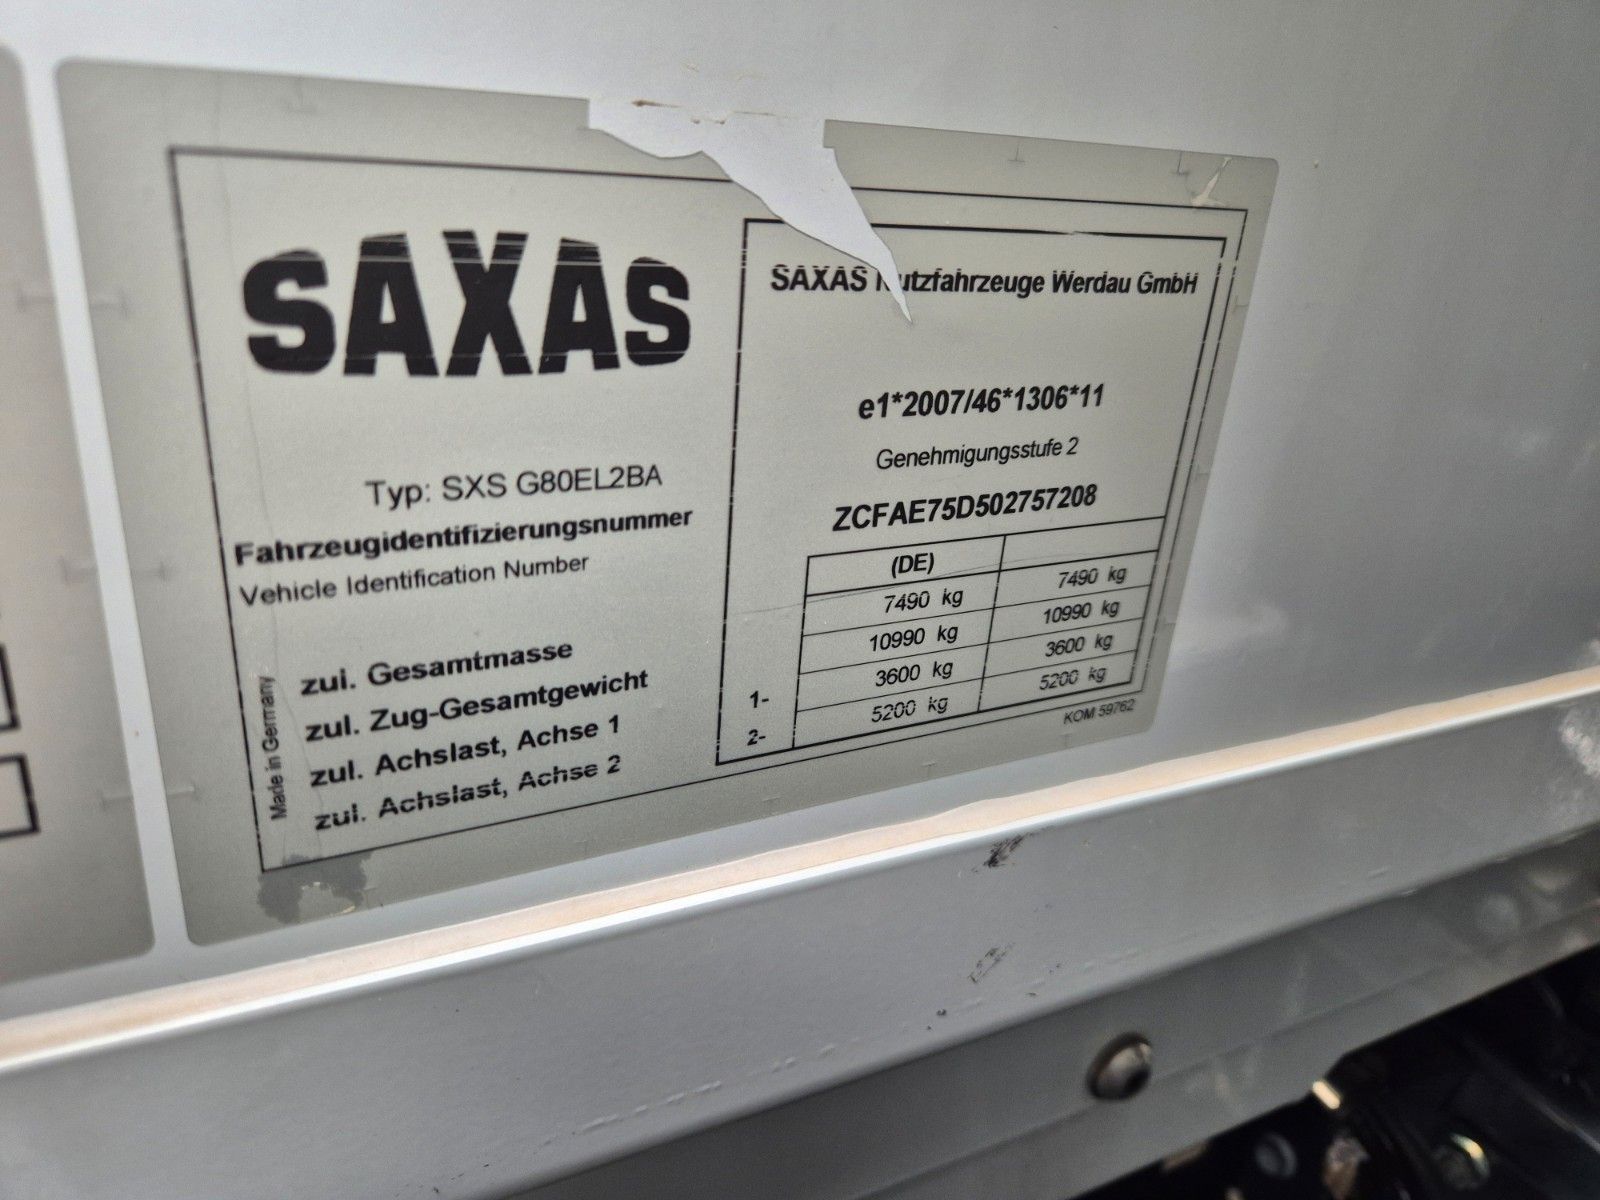 SAXAS
Typ: SXS G80EL2BA
Fahrzeugidentifizierungsnummer
Vehicle Identification Number
zul. Gesamtmasse
zul. Zug-Gesamtgewicht
zul. Achslast, Achse 1
zul. Achslast, Achse 2
Made in Germany
SAXAS Nutzfahrzeuge Werdau GmbH
e1*2007/46*1306*11
Genehmigungsstufe 2
ZCFAE75D502757208
(DE)
7490 kg 7490 kg
10990 kg 10990 kg
1- 3600 kg 3600 kg
2- 5200 kg 5200 kg
KOM 59762